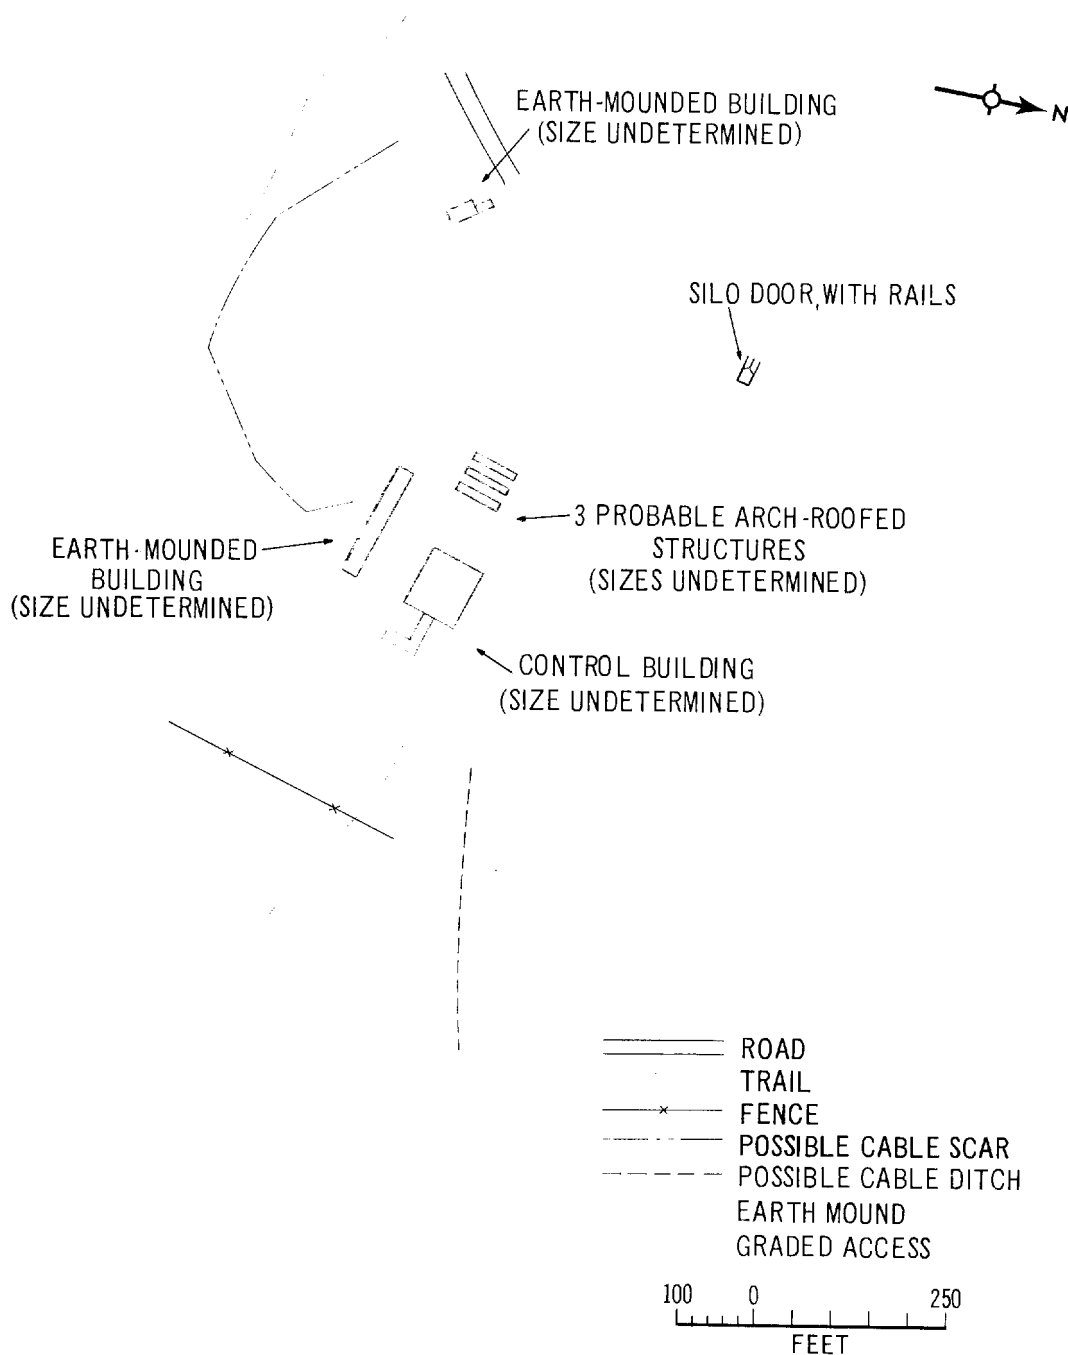 EARTH-MOUNDED BUILDING
(SIZE UNDETERMINED)
N
SILO DOOR, WITH RAILS
3 PROBABLE ARCH-ROOFED
STRUCTURES
(SIZES UNDETERMINED)
EARTH-MOUNDED
BUILDING
(SIZE UNDETERMINED)
CONTROL BUILDING
(SIZE UNDETERMINED)
ROAD
TRAIL
FENCE
POSSIBLE CABLE SCAR
POSSIBLE CABLE DITCH
EARTH MOUND
GRADED ACCESS
100 0 250
FEET